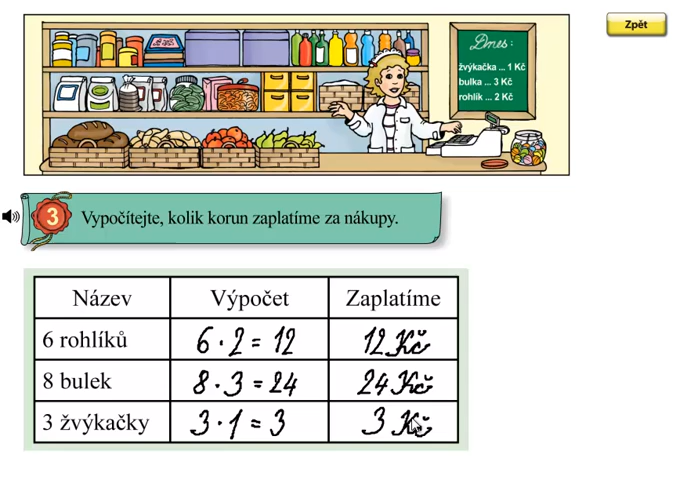 Zpět
Dnes:
žvýkačka ... 1 Kč
bulka ... 3 Kč
rohlík ... 2 Kč
3 Vypočítejte, kolik korun zaplatíme za nákupy.
Název Výpočet Zaplatíme
6 rohlíků 6 · 2 = 12 12 Kč
8 bulek 8 · 3 = 24 24 Kč
3 žvýkačky 3 · 1 = 3 3 Kč